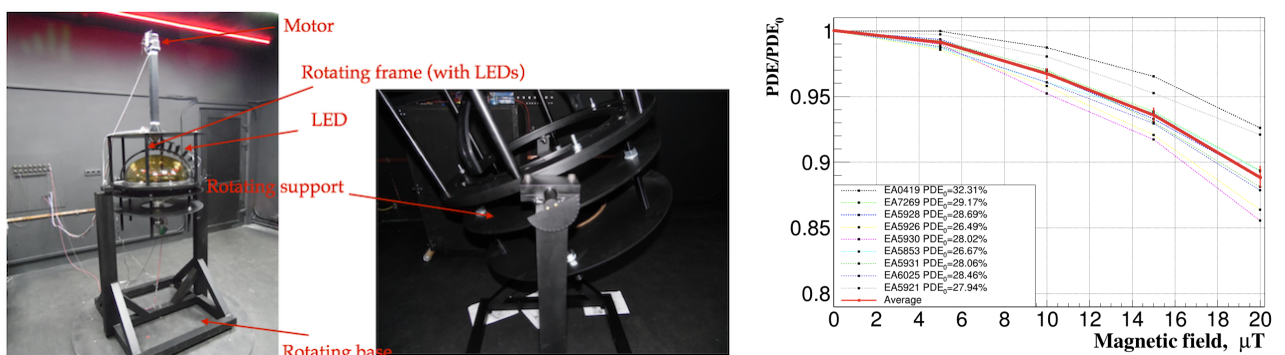 Motor
Rotating frame (with LEDs)
LED
Rotating support
Rotating base
PDE/PDE0
1
0.95
0.9
0.85
0.8
EA0419 PDE0=32.31%
EA7269 PDE0=29.17%
EA5928 PDE0=28.69%
EA5926 PDE0=26.49%
EA5930 PDE0=28.02%
EA5853 PDE0=26.67%
EA5931 PDE0=28.06%
EA6025 PDE0=28.46%
EA5921 PDE0=27.94%
Average
0 2 4 6 8 10 12 14 16 18 20
Magnetic field, μT